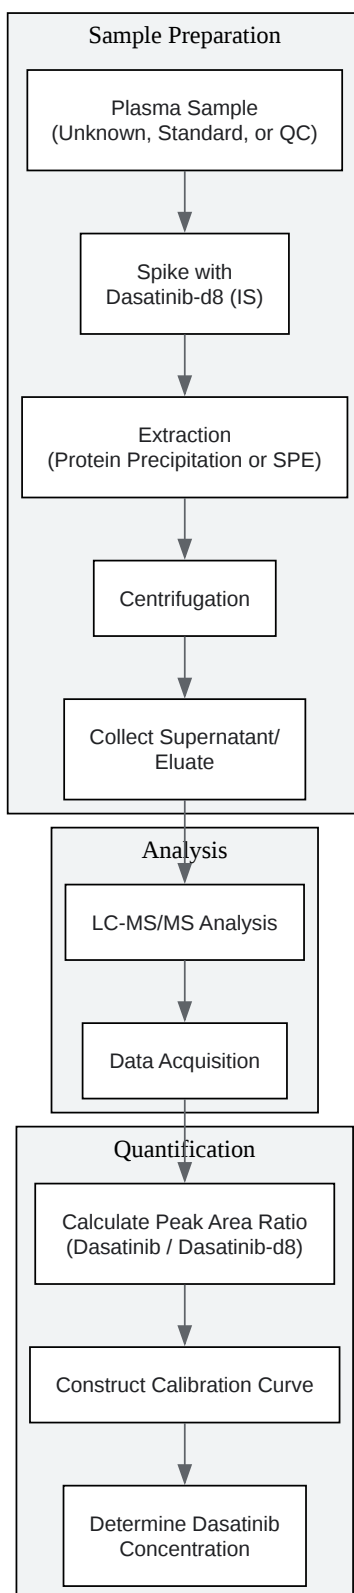 Sample Preparation
Plasma Sample
(Unknown, Standard, or QC)
Spike with
Dasatinib-d8 (IS)
Extraction
(Protein Precipitation or SPE)
Centrifugation
Collect Supernatant/
Eluate
Analysis
LC-MS/MS Analysis
Data Acquisition
Quantification
Calculate Peak Area Ratio
(Dasatinib / Dasatinib-d8)
Construct Calibration Curve
Determine Dasatinib
Concentration